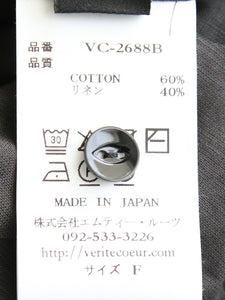 品番 VC-2688B
品質
COTTON 60%
リネン 40%
30
MADE IN JAPAN
株式会社エムティー・ルーツ
092-533-3226
http://veritecoeur.com/
サイズ F